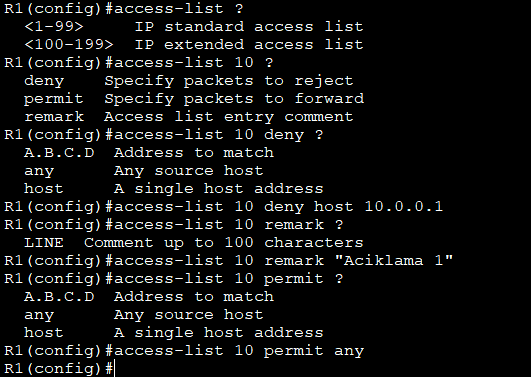 R1(config)#access-list ?
  <1-99>     IP standard access list
  <100-199>  IP extended access list
R1(config)#access-list 10 ?
  deny    Specify packets to reject
  permit  Specify packets to forward
  remark  Access list entry comment
R1(config)#access-list 10 deny ?
  A.B.C.D  Address to match
  any      Any source host
  host     A single host address
R1(config)#access-list 10 deny host 10.0.0.1
R1(config)#access-list 10 remark ?
  LINE  Comment up to 100 characters
R1(config)#access-list 10 remark "Aciklama 1"
R1(config)#access-list 10 permit ?
  A.B.C.D  Address to match
  any      Any source host
  host     A single host address
R1(config)#access-list 10 permit any
R1(config)#